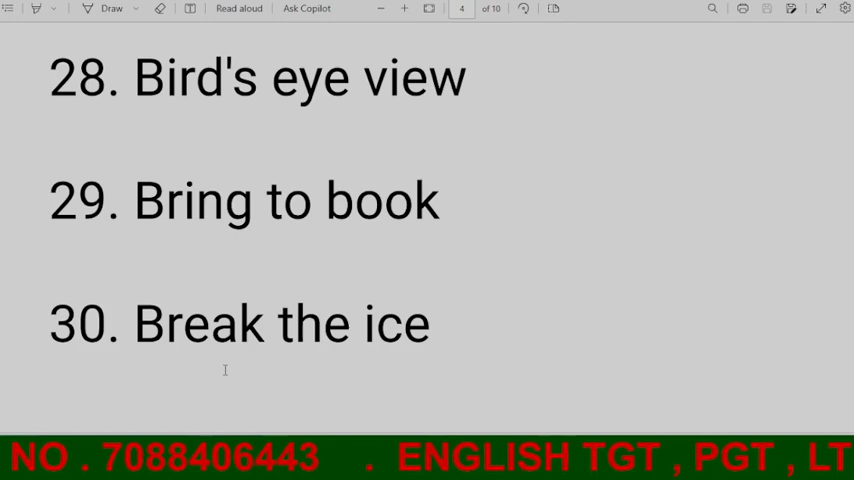 Draw Read aloud Ask Copilot 4 of 10
28. Bird's eye view
29. Bring to book
30. Break the ice
NO . 7088406443 . ENGLISH TGT , PGT , LT